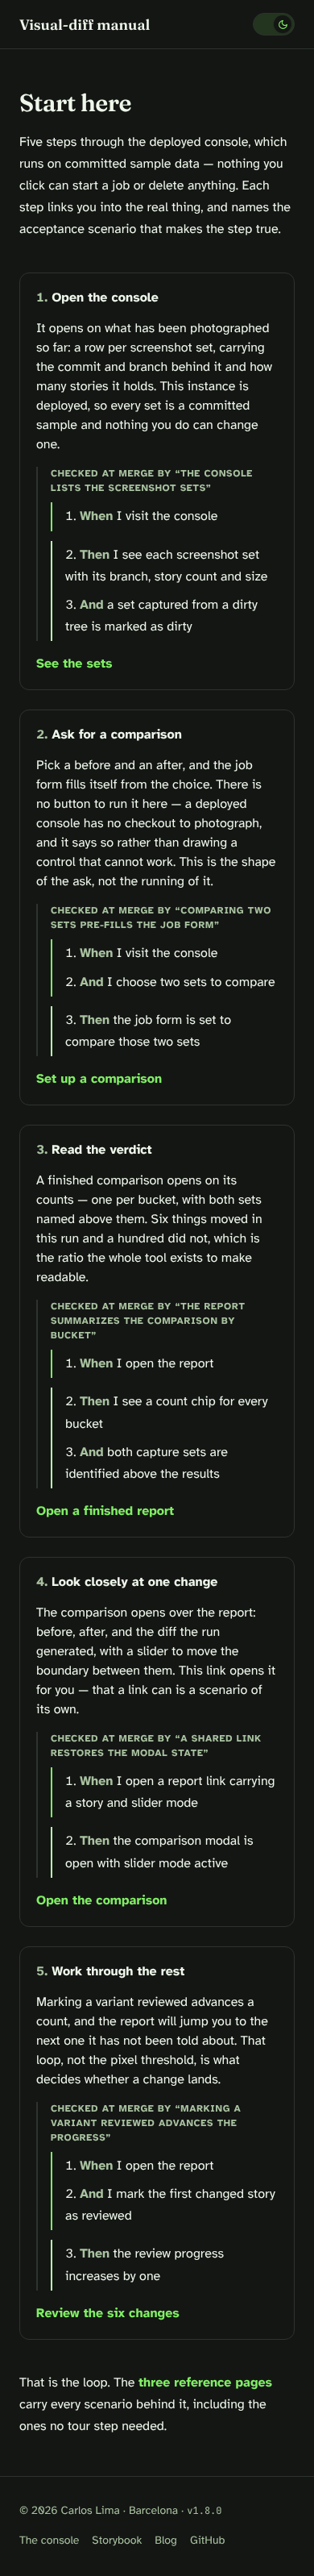 Visual-diff manual
Start here
Five steps through the deployed console, which
runs on committed sample data — nothing you
click can start a job or delete anything. Each
step links you into the real thing, and names the
acceptance scenario that makes the step true.
1. Open the console
It opens on what has been photographed
so far: a row per screenshot set, carrying
the commit and branch behind it and how
many stories it holds. This instance is
deployed, so every set is a committed
sample and nothing you do can change
one.
CHECKED AT MERGE BY “THE CONSOLE
LISTS THE SCREENSHOT SETS”
1. When I visit the console
2. Then I see each screenshot set
with its branch, story count and size
3. And a set captured from a dirty
tree is marked as dirty
See the sets
2. Ask for a comparison
Pick a before and an after, and the job
form fills itself from the choice. There is
no button to run it here — a deployed
console has no checkout to photograph,
and it says so rather than drawing a
control that cannot work. This is the shape
of the ask, not the running of it.
CHECKED AT MERGE BY “COMPARING TWO
SETS PRE-FILLS THE JOB FORM”
1. When I visit the console
2. And I choose two sets to compare
3. Then the job form is set to
compare those two sets
Set up a comparison
3. Read the verdict
A finished comparison opens on its
counts — one per bucket, with both sets
named above them. Six things moved in
this run and a hundred did not, which is
the ratio the whole tool exists to make
readable.
CHECKED AT MERGE BY “THE REPORT
SUMMARIZES THE COMPARISON BY
BUCKET”
1. When I open the report
2. Then I see a count chip for every
bucket
3. And both capture sets are
identified above the results
Open a finished report
4. Look closely at one change
The comparison opens over the report:
before, after, and the diff the run
generated, with a slider to move the
boundary between them. This link opens it
for you — that a link can is a scenario of
its own.
CHECKED AT MERGE BY “A SHARED LINK
RESTORES THE MODAL STATE”
1. When I open a report link carrying
a story and slider mode
2. Then the comparison modal is
open with slider mode active
Open the comparison
5. Work through the rest
Marking a variant reviewed advances a
count, and the report will jump you to the
next one it has not been told about. That
loop, not the pixel threshold, is what
decides whether a change lands.
CHECKED AT MERGE BY “MARKING A
VARIANT REVIEWED ADVANCES THE
PROGRESS”
1. When I open the report
2. And I mark the first changed story
as reviewed
3. Then the review progress
increases by one
Review the six changes
That is the loop. The three reference pages
carry every scenario behind it, including the
ones no tour step needed.
© 2026 Carlos Lima · Barcelona · v1.8.0
The console Storybook Blog GitHub